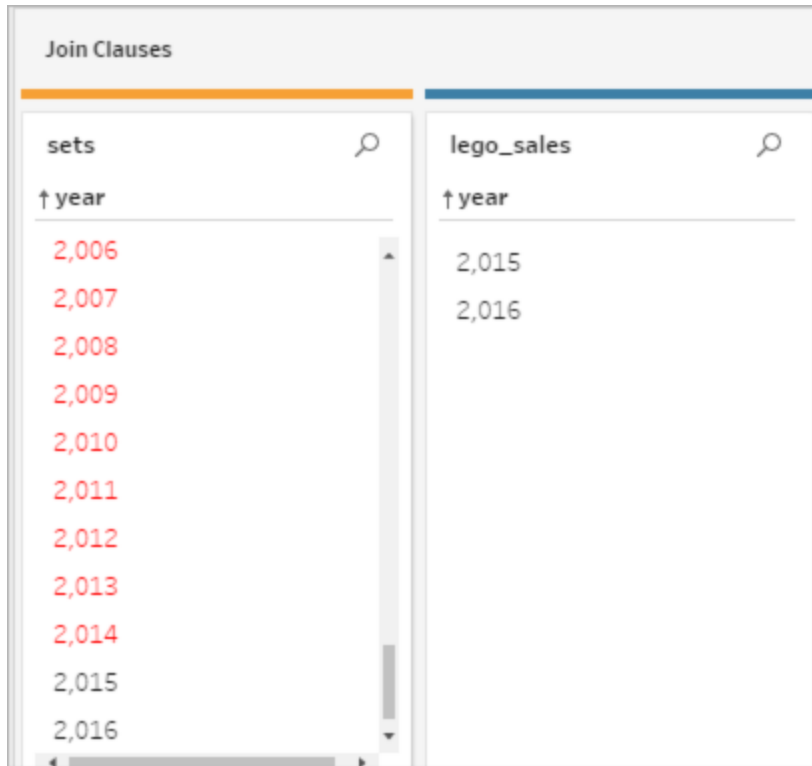 Join Clauses
sets
lego_sales
↑ year
↑ year
2,006
2,007
2,008
2,009
2,010
2,011
2,012
2,013
2,014
2,015
2,016
2,015
2,016